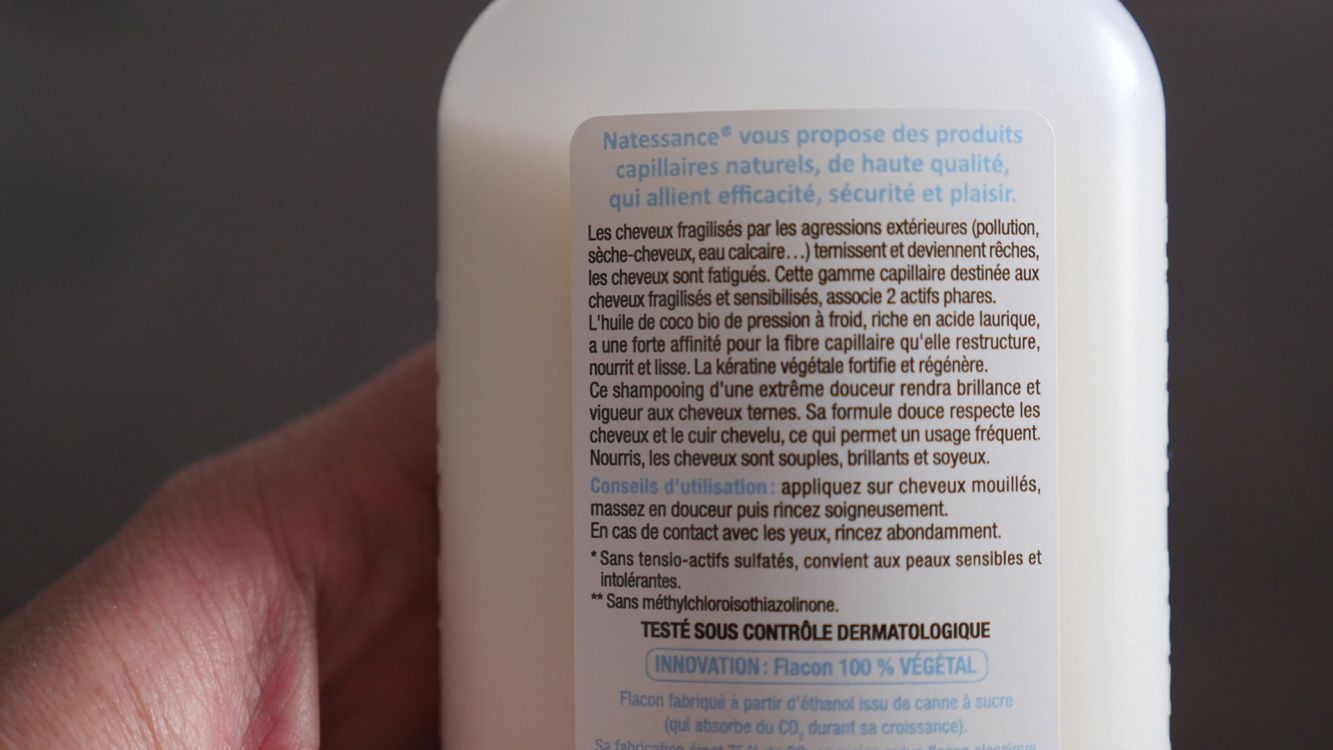 Natessance® vous propose des produits
capillaires naturels, de haute qualité,
qui allient efficacité, sécurité et plaisir.
Les cheveux fragilisés par les agressions extérieures (pollution,
sèche-cheveux, eau calcaire…) ternissent et deviennent rêches,
les cheveux sont fatigués. Cette gamme capillaire destinée aux
cheveux fragilisés et sensibilisés, associe 2 actifs phares.
L'huile de coco bio de pression à froid, riche en acide laurique,
a une forte affinité pour la fibre capillaire qu'elle restructure,
nourrit et lisse. La kératine végétale fortifie et régénère.
Ce shampooing d'une extrême douceur rendra brillance et
vigueur aux cheveux ternes. Sa formule douce respecte les
cheveux et le cuir chevelu, ce qui permet un usage fréquent.
Nourris, les cheveux sont souples, brillants et soyeux.
Conseils d'utilisation : appliquez sur cheveux mouillés,
massez en douceur puis rincez soigneusement.
En cas de contact avec les yeux, rincez abondamment.
* Sans tensio-actifs sulfatés, convient aux peaux sensibles et
intolérantes.
** Sans méthylchloroisothiazolinone.
TESTÉ SOUS CONTRÔLE DERMATOLOGIQUE
INNOVATION : Flacon 100 % VÉGÉTAL
Flacon fabriqué à partir d'éthanol issu de canne à sucre
(qui absorbe du CO₂ durant sa croissance).
Sa fabrication émet 75 % de CO